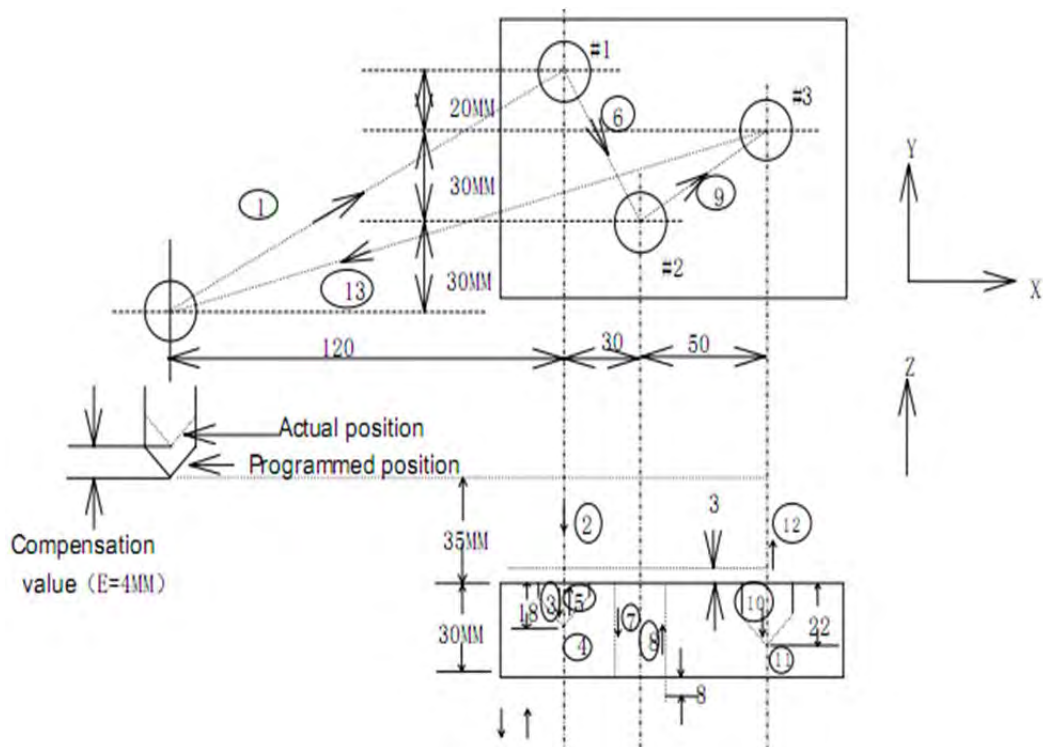 #1
20MM
#3
6
Y
30MM
1
9
#2
30MM
13
X
120
30
50
Z
Actual position
Programmed position
3
2
12
Compensation
value (E=4MM)
35MM
18
3
5
7
10
30MM
4
8
22
11
8